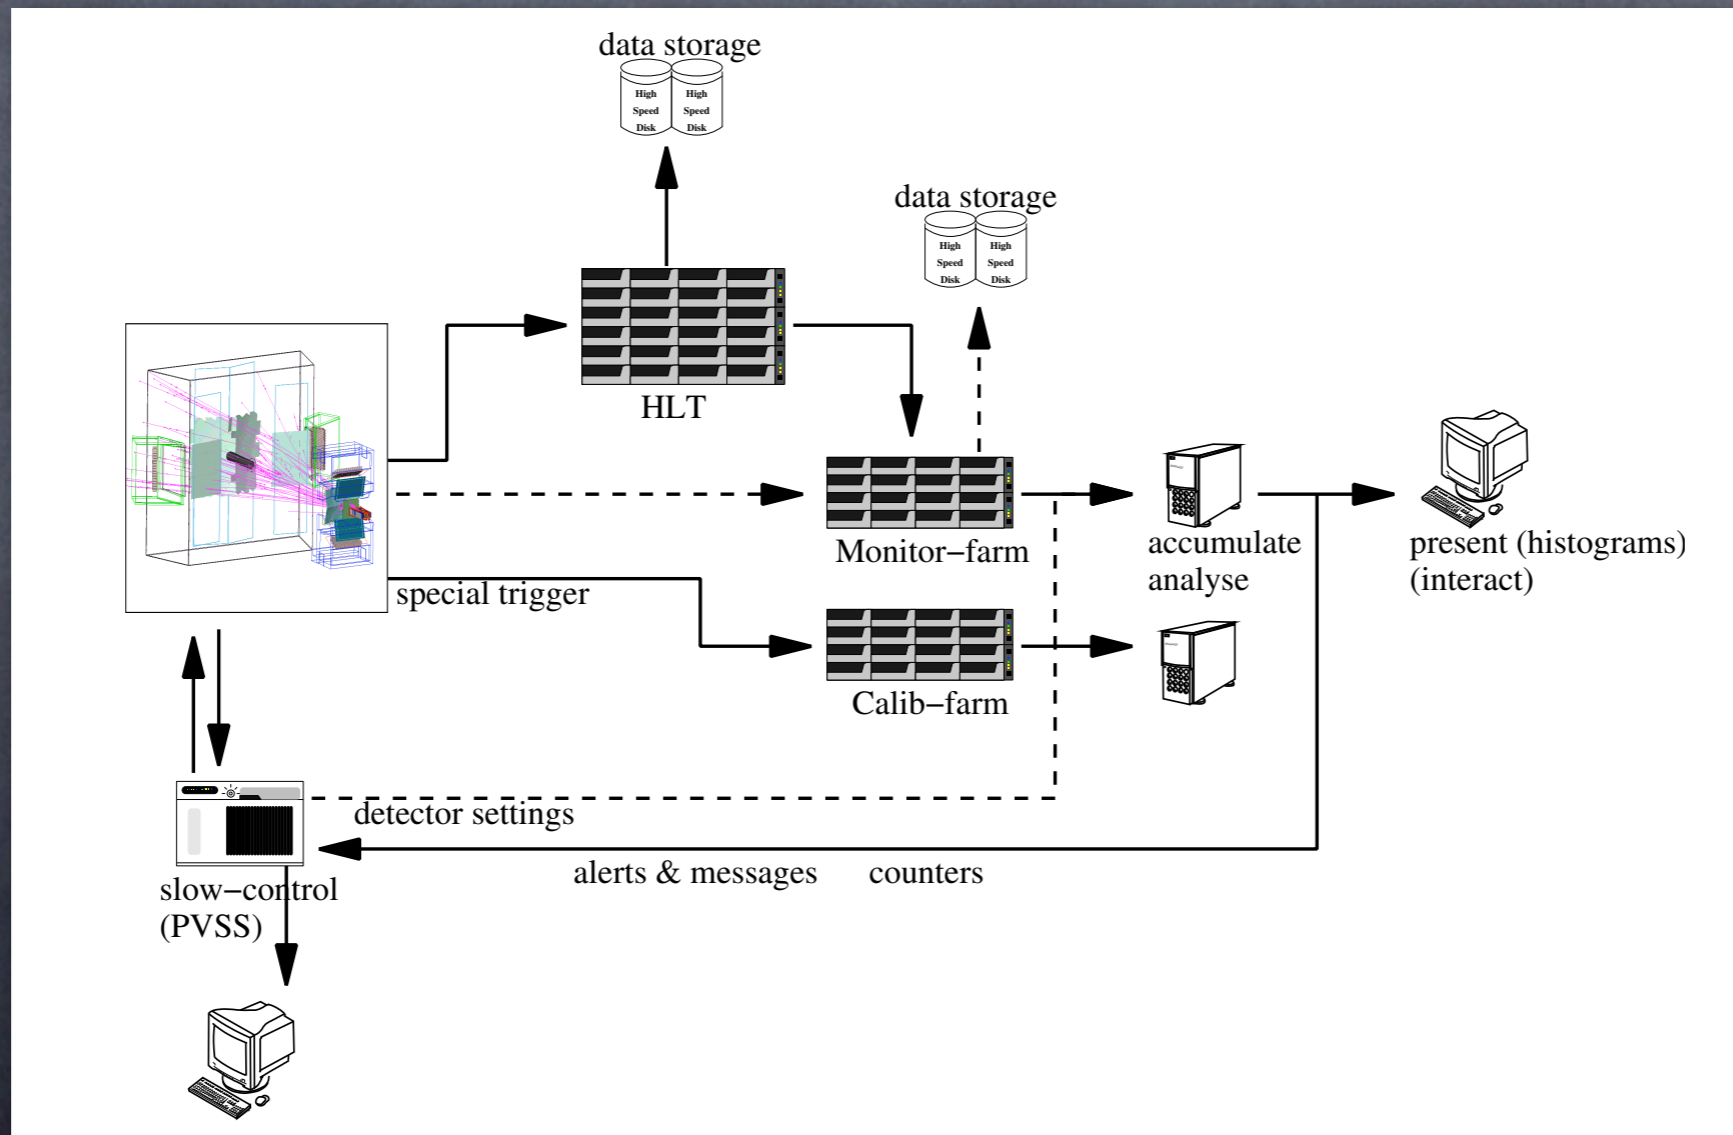 data storage
High High
Speed Speed
Disk Disk
data storage
High High
Speed Speed
Disk Disk
HLT
Monitor−farm
accumulate
analyse
present (histograms)
(interact)
special trigger
Calib−farm
detector settings
alerts & messages counters
slow−control
(PVSS)